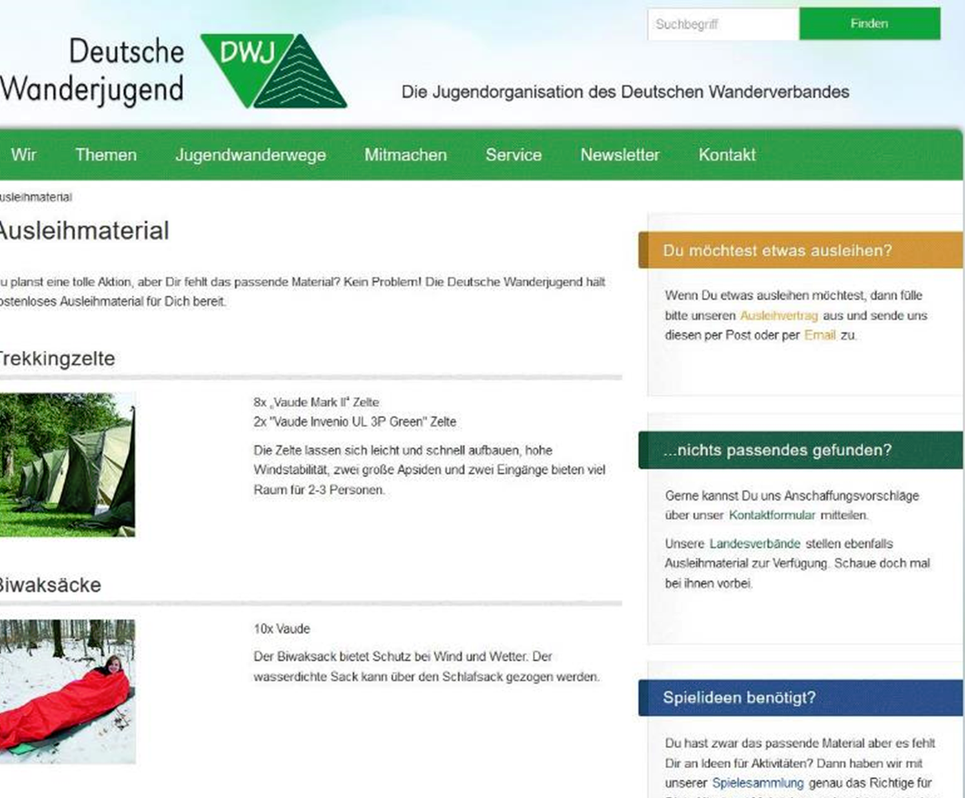 Suchbegriff
Finden
Deutsche
Wanderjugend
DWJ
Die Jugendorganisation des Deutschen Wanderverbandes
Wir Themen Jugendwanderwege Mitmachen Service Newsletter Kontakt
usleihmaterial
Ausleihmaterial
u planst eine tolle Aktion, aber Dir fehlt das passende Material? Kein Problem! Die Deutsche Wanderjugend hält
ostenloses Ausleihmaterial für Dich bereit.
Trekkingzelte
8x „Vaude Mark II“ Zelte
2x "Vaude Invenio UL 3P Green" Zelte
Die Zelte lassen sich leicht und schnell aufbauen, hohe
Windstabilität, zwei große Apsiden und zwei Eingänge bieten viel
Raum für 2-3 Personen.
Biwaksäcke
10x Vaude
Der Biwaksack bietet Schutz bei Wind und Wetter. Der
wasserdichte Sack kann über den Schlafsack gezogen werden.
Du möchtest etwas ausleihen?
Wenn Du etwas ausleihen möchtest, dann fülle
bitte unseren Ausleihvertrag aus und sende uns
diesen per Post oder per Email zu.
...nichts passendes gefunden?
Gerne kannst Du uns Anschaffungsvorschläge
über unser Kontaktformular mitteilen.
Unsere Landesverbände stellen ebenfalls
Ausleihmaterial zur Verfügung. Schaue doch mal
bei ihnen vorbei.
Spielideen benötigt?
Du hast zwar das passende Material aber es fehlt
Dir an Ideen für Aktivitäten? Dann haben wir mit
unserer Spielesammlung genau das Richtige für